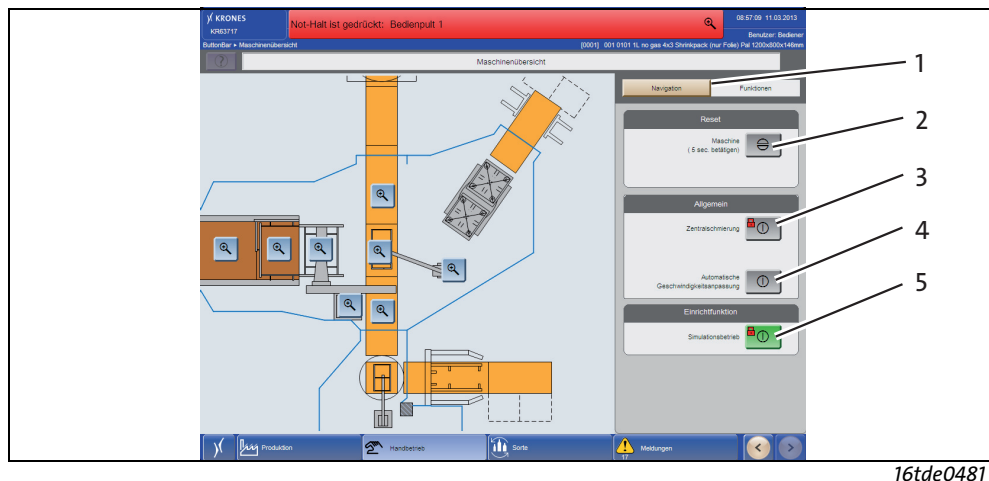 KRONES
KR63717
Not-Halt ist gedrückt: Bedienpult 1
08:57:09 11.03.2013
Benutzer: Bediener
ButtonBar ▸ Maschinenübersicht
[0001] 001 0101 1L no gas 4x3 Shrinkpack (nur Folie) Pal 1200x800x146mm
?
Maschinenübersicht
Navigation
Funktionen
1
Reset
Maschine
( 5 sec. betätigen)
2
Allgemein
Zentralschmierung
3
Automatische
Geschwindigkeitsanpassung
4
Einrichtfunktion
Simulationsbetrieb
5
Produktion
Handbetrieb
Sorte
17
Meldungen
16tde0481